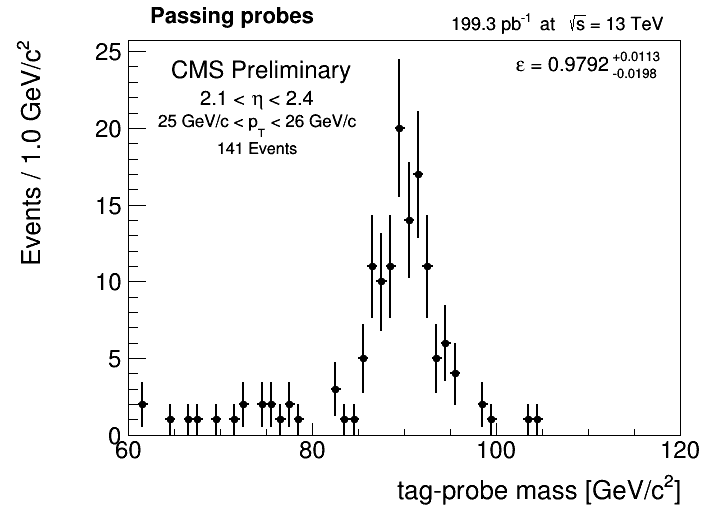 Passing probes
199.3 pb⁻¹ at √s = 13 TeV
CMS Preliminary
2.1 < η < 2.4
25 GeV/c < p_T < 26 GeV/c
141 Events
ε = 0.9792 +0.0113 -0.0198
Events / 1.0 GeV/c²
25
20
15
10
5
0
60 80 100 120
tag-probe mass [GeV/c²]